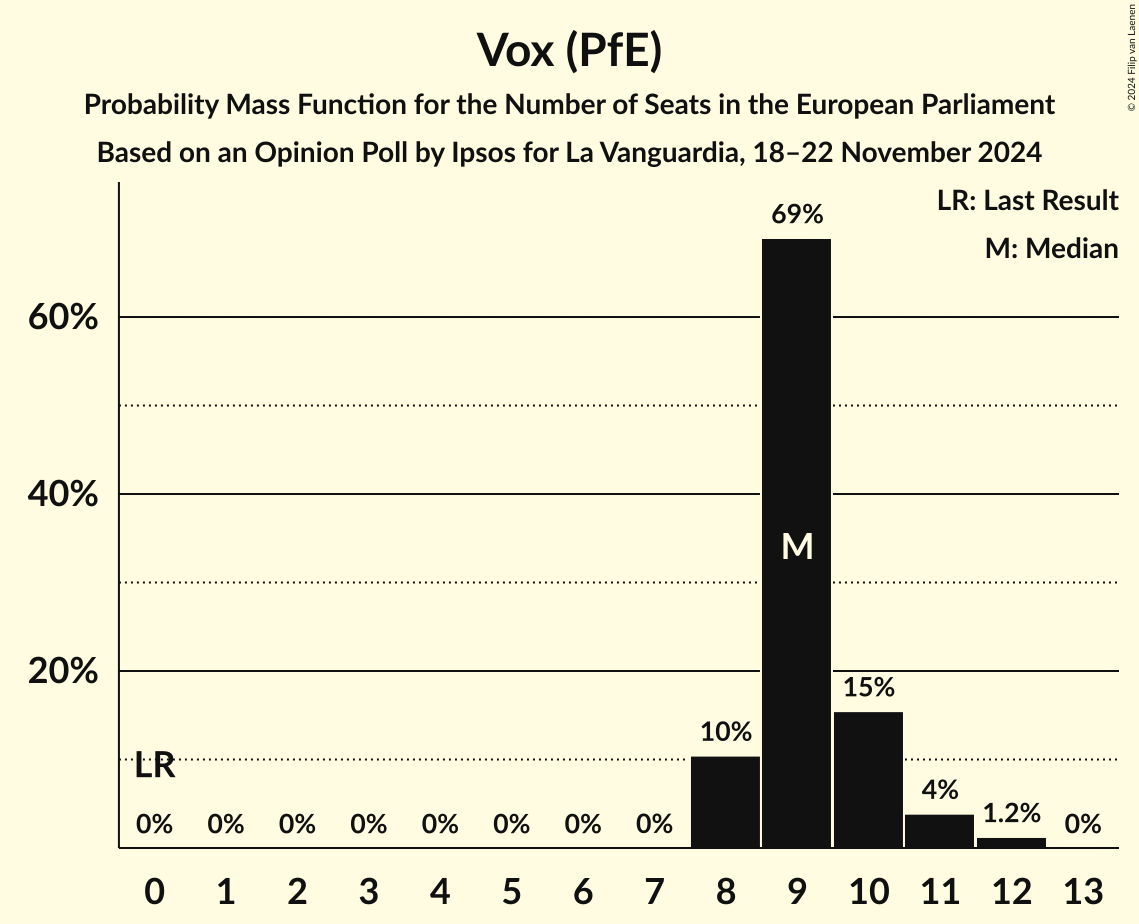 Vox (PfE)
Probability Mass Function for the Number of Seats in the European Parliament
Based on an Opinion Poll by Ipsos for La Vanguardia, 18–22 November 2024
© 2024 Filip van Laenen
LR: Last Result
M: Median
69%
60%
40%
M
20%
15%
10%
LR
4%
1.2%
0% 0% 0% 0% 0% 0% 0% 0% 0%
0 1 2 3 4 5 6 7 8 9 10 11 12 13